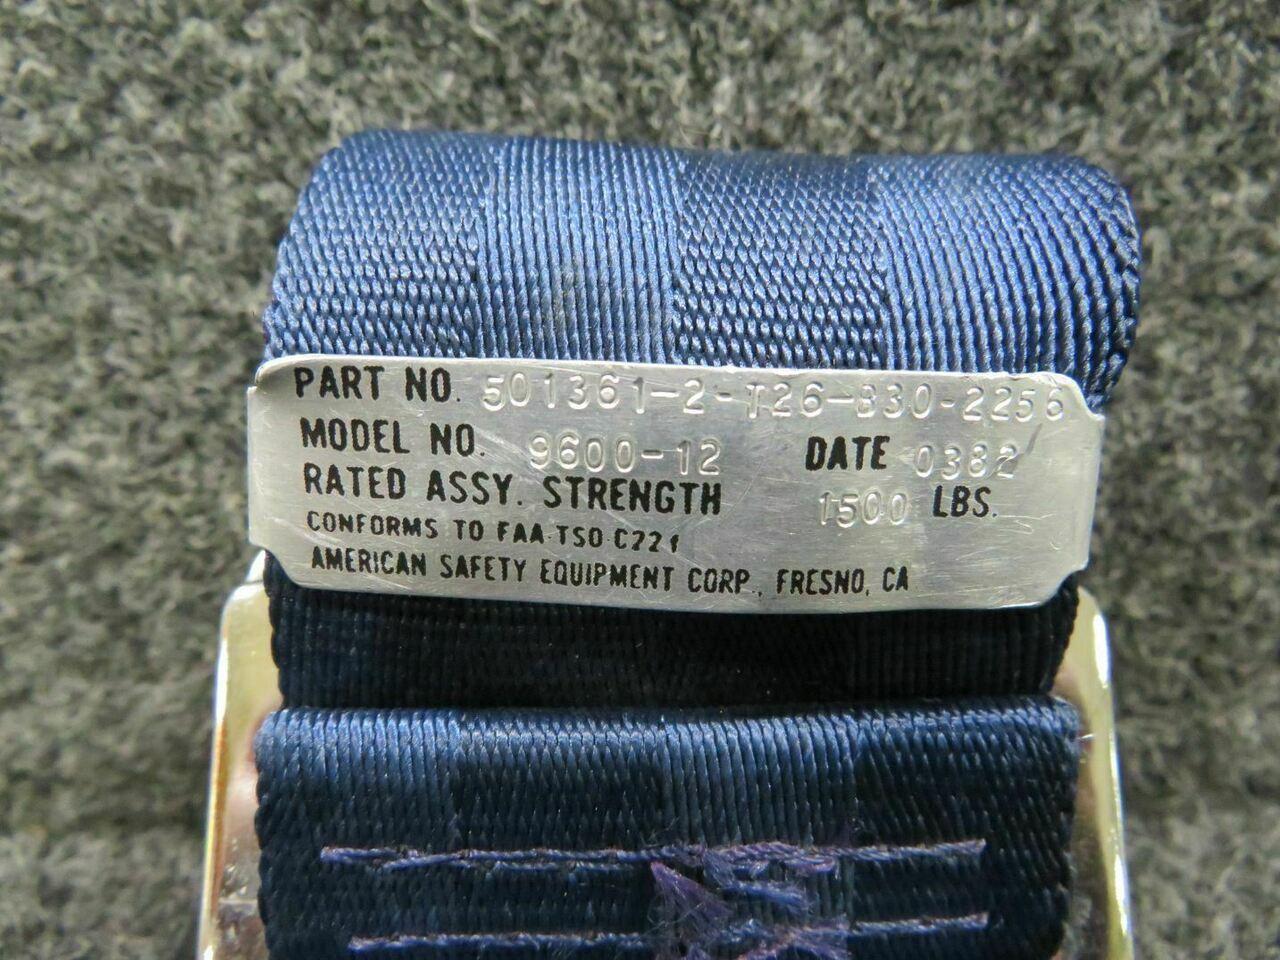 PART NO. 501361-2-T26-B30-2256
MODEL NO. 9600-12 DATE 0382
RATED ASSY. STRENGTH 1500 LBS.
CONFORMS TO FAA-TSO-C22f
AMERICAN SAFETY EQUIPMENT CORP., FRESNO, CA